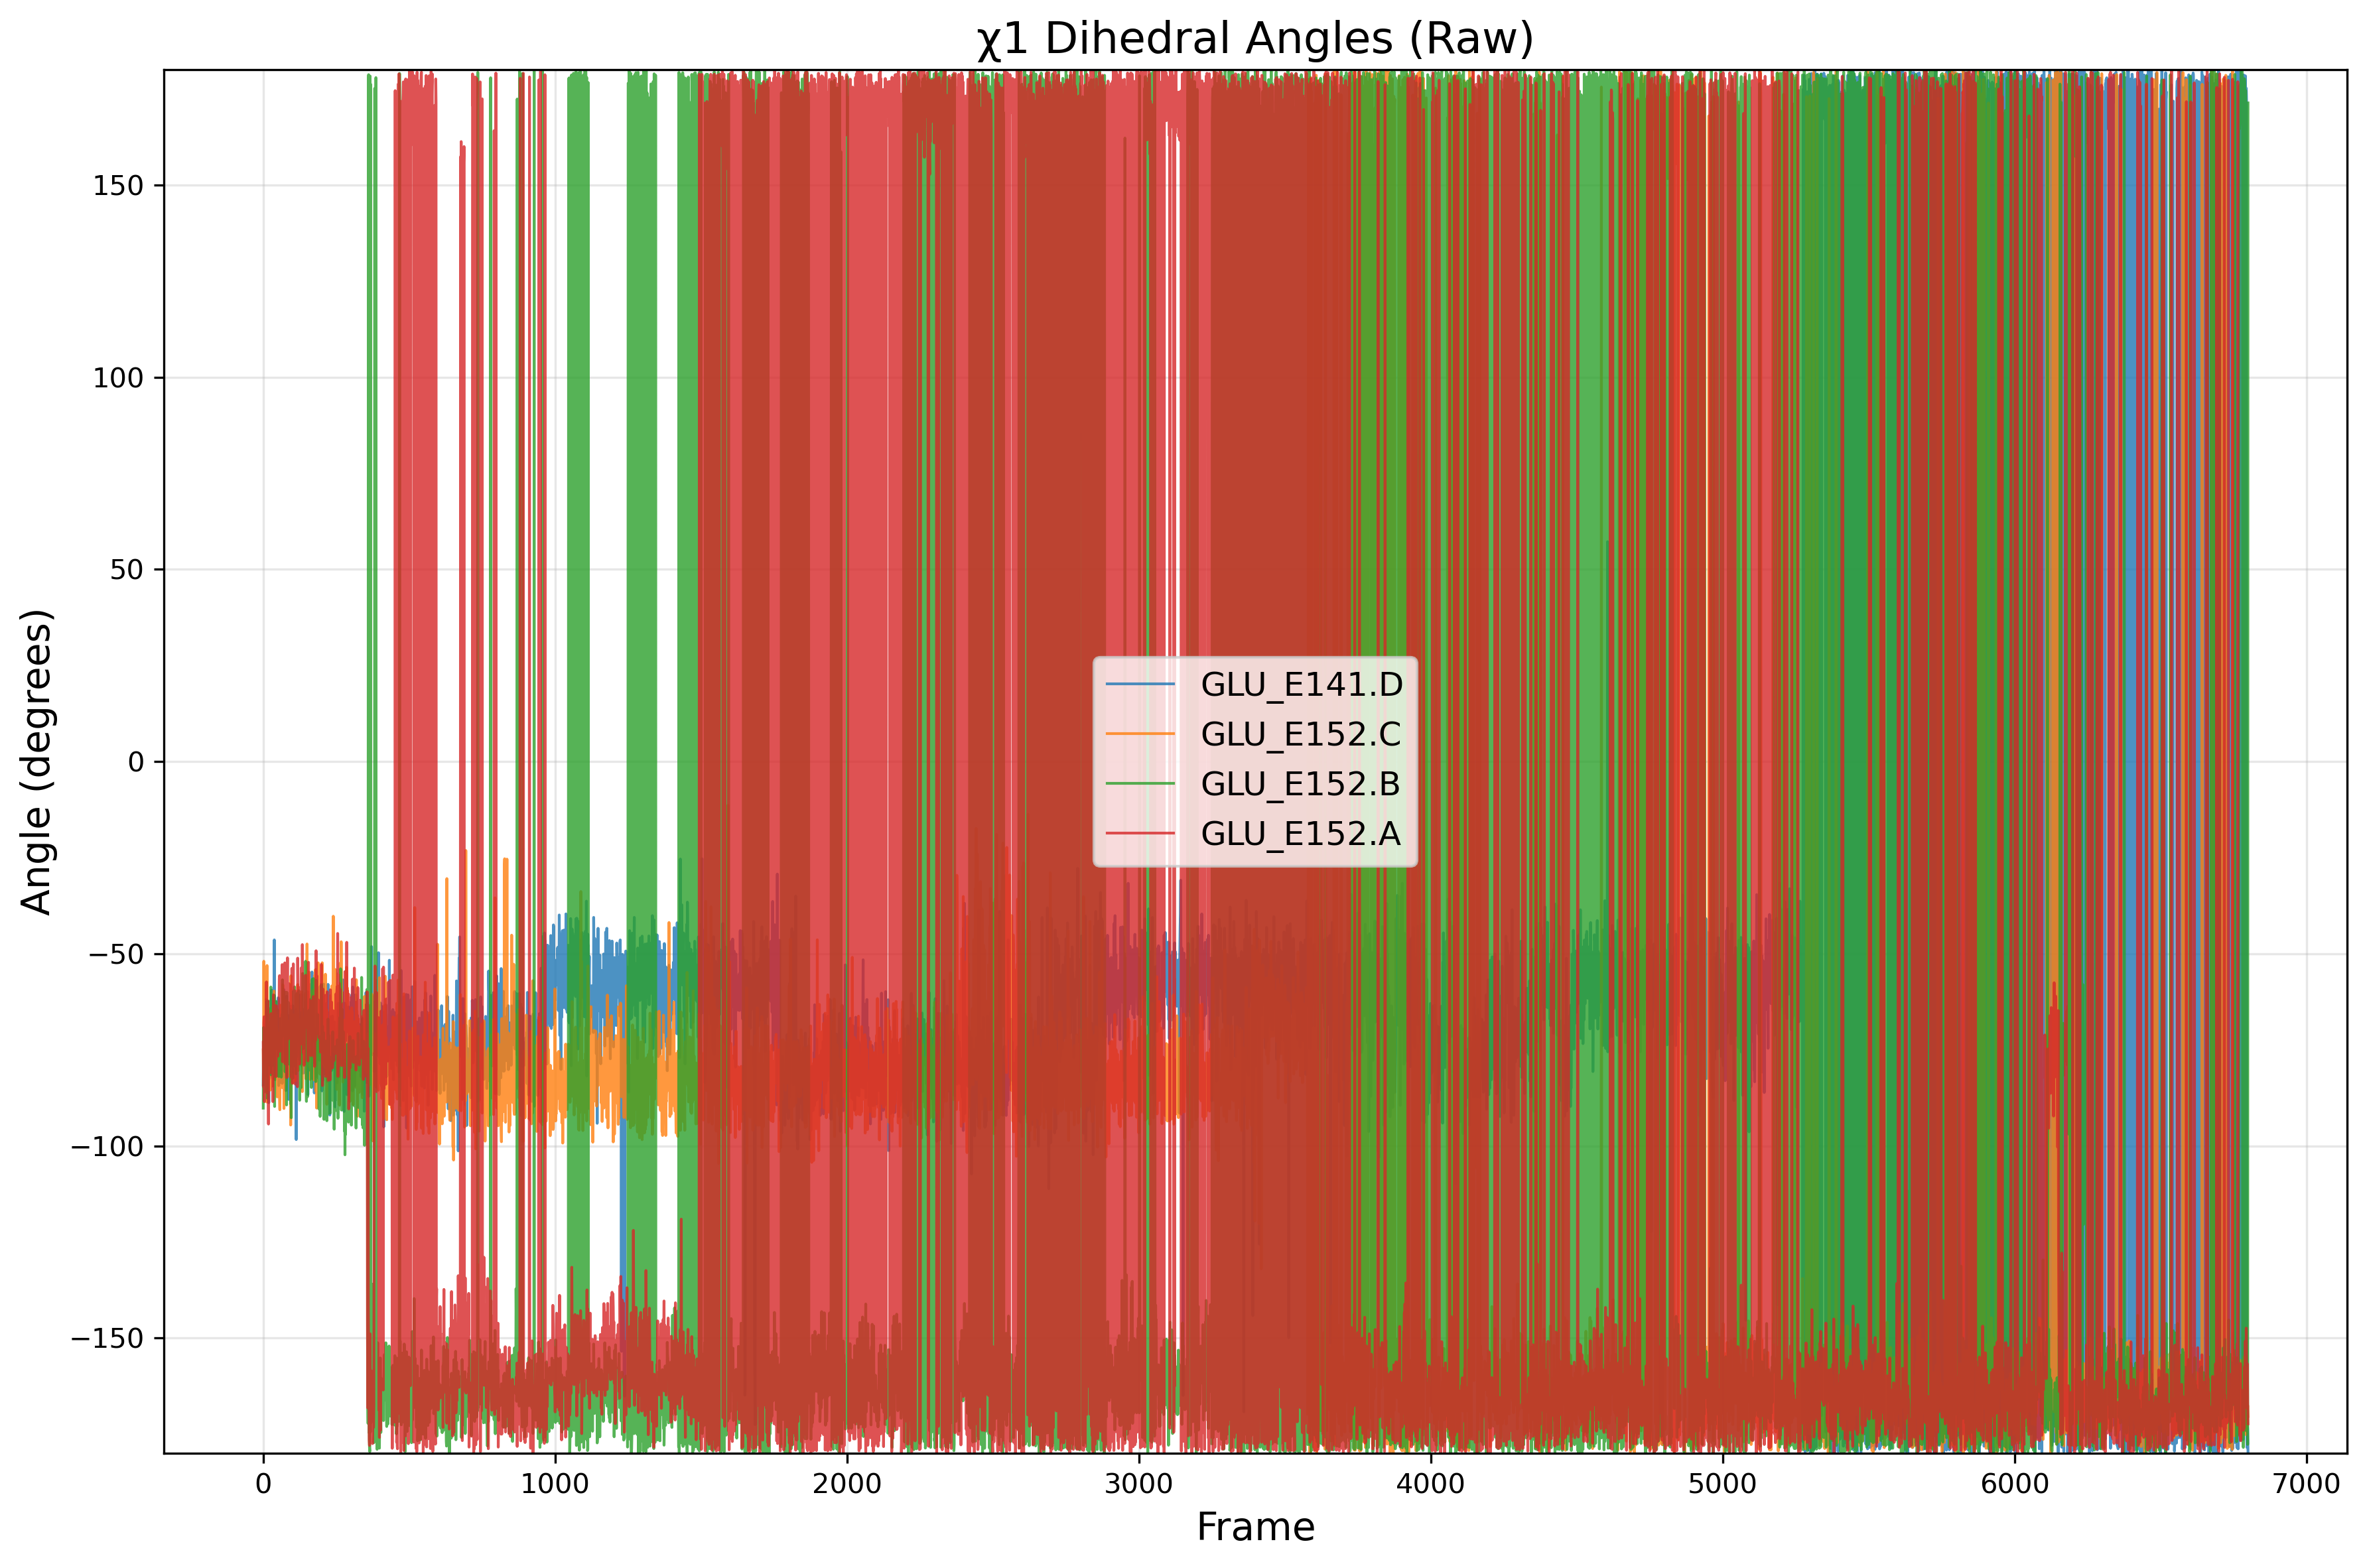 χ1 Dihedral Angles (Raw)
Angle (degrees)
150
100
50
0
−50
−100
−150
GLU_E141.D
GLU_E152.C
GLU_E152.B
GLU_E152.A
0 1000 2000 3000 4000 5000 6000 7000
Frame